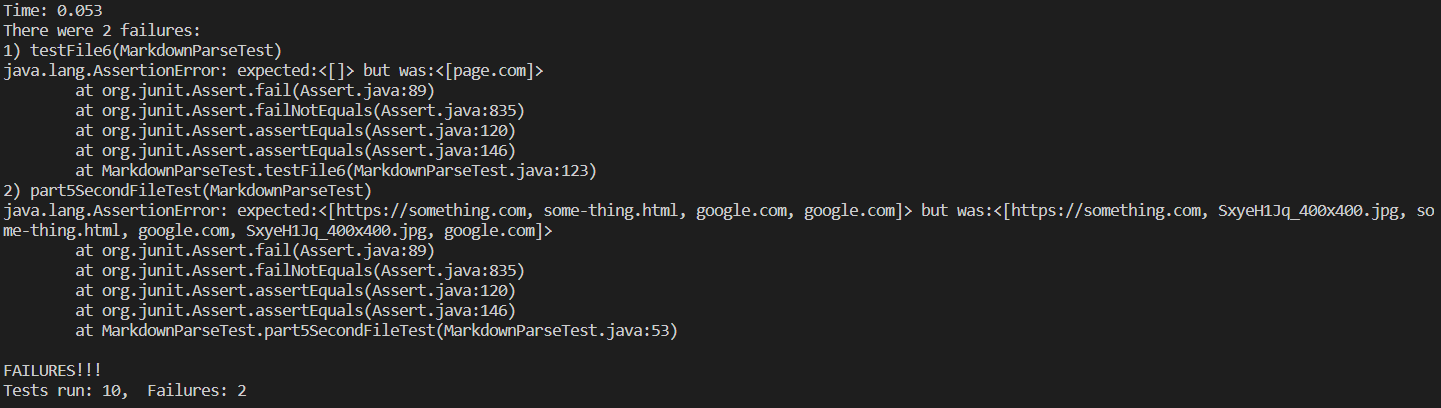 Time: 0.053
There were 2 failures:
1) testFile6(MarkdownParseTest)
java.lang.AssertionError: expected:<[]> but was:<[page.com]>
        at org.junit.Assert.fail(Assert.java:89)
        at org.junit.Assert.failNotEquals(Assert.java:835)
        at org.junit.Assert.assertEquals(Assert.java:120)
        at org.junit.Assert.assertEquals(Assert.java:146)
        at MarkdownParseTest.testFile6(MarkdownParseTest.java:123)
2) part5SecondFileTest(MarkdownParseTest)
java.lang.AssertionError: expected:<[https://something.com, some-thing.html, google.com, google.com]> but was:<[https://something.com, SxyeH1Jq_400x400.jpg, so
me-thing.html, google.com, SxyeH1Jq_400x400.jpg, google.com]>
        at org.junit.Assert.fail(Assert.java:89)
        at org.junit.Assert.failNotEquals(Assert.java:835)
        at org.junit.Assert.assertEquals(Assert.java:120)
        at org.junit.Assert.assertEquals(Assert.java:146)
        at MarkdownParseTest.part5SecondFileTest(MarkdownParseTest.java:53)

FAILURES!!!
Tests run: 10,  Failures: 2